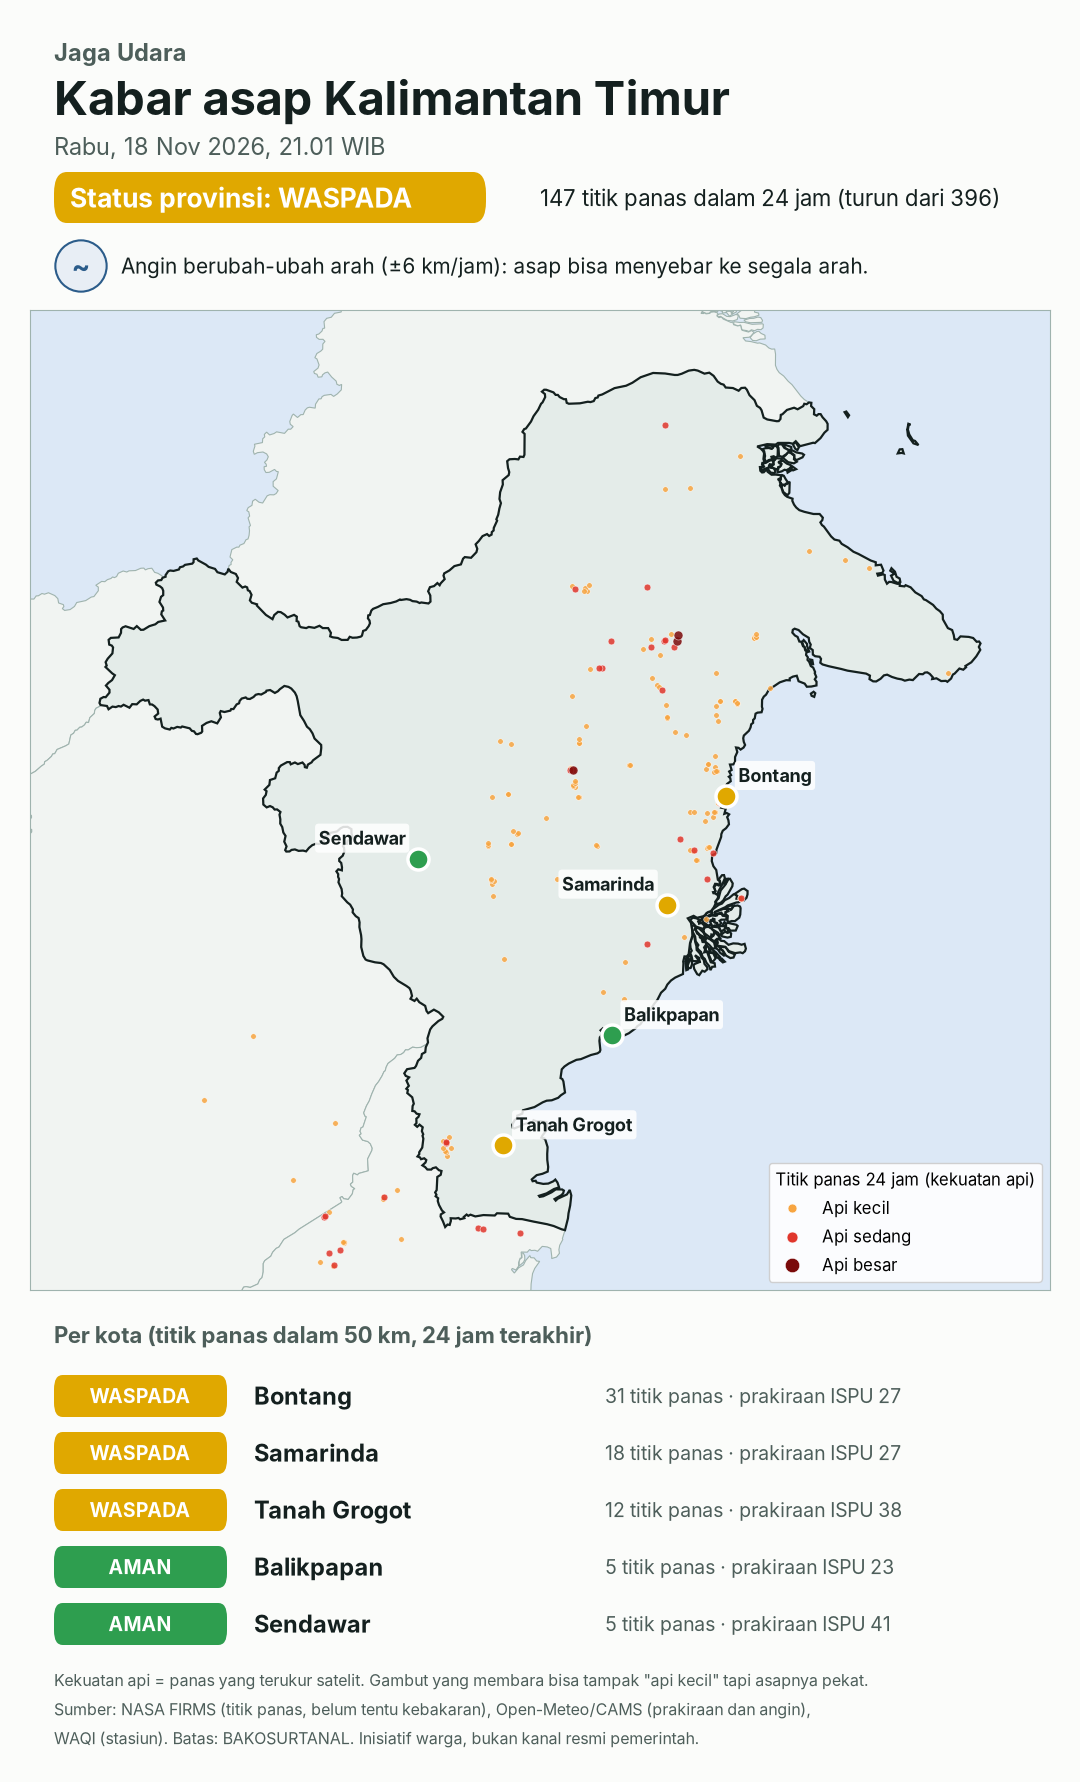 Jaga Udara
Kabar asap Kalimantan Timur
Rabu, 18 Nov 2026, 21.01 WIB
Status provinsi: WASPADA
147 titik panas dalam 24 jam (turun dari 396)
~
Angin berubah-ubah arah (±6 km/jam): asap bisa menyebar ke segala arah.
Bontang
Sendawar
Samarinda
Balikpapan
Tanah Grogot
Titik panas 24 jam (kekuatan api)
Api kecil
Api sedang
Api besar
Per kota (titik panas dalam 50 km, 24 jam terakhir)
WASPADA Bontang 31 titik panas · prakiraan ISPU 27
WASPADA Samarinda 18 titik panas · prakiraan ISPU 27
WASPADA Tanah Grogot 12 titik panas · prakiraan ISPU 38
AMAN Balikpapan 5 titik panas · prakiraan ISPU 23
AMAN Sendawar 5 titik panas · prakiraan ISPU 41
Kekuatan api = panas yang terukur satelit. Gambut yang membara bisa tampak "api kecil" tapi asapnya pekat.
Sumber: NASA FIRMS (titik panas, belum tentu kebakaran), Open-Meteo/CAMS (prakiraan dan angin),
WAQI (stasiun). Batas: BAKOSURTANAL. Inisiatif warga, bukan kanal resmi pemerintah.